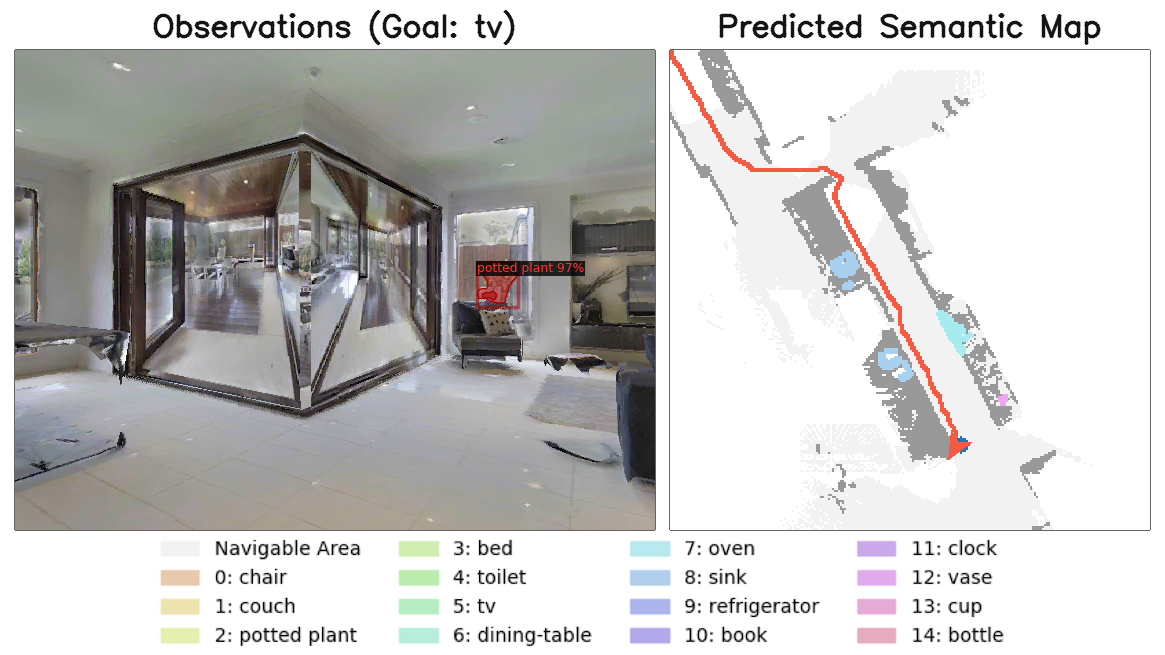 Observations (Goal: tv)
Predicted Semantic Map
potted plant 97%
Navigable Area
0: chair
1: couch
2: potted plant
3: bed
4: toilet
5: tv
6: dining-table
7: oven
8: sink
9: refrigerator
10: book
11: clock
12: vase
13: cup
14: bottle